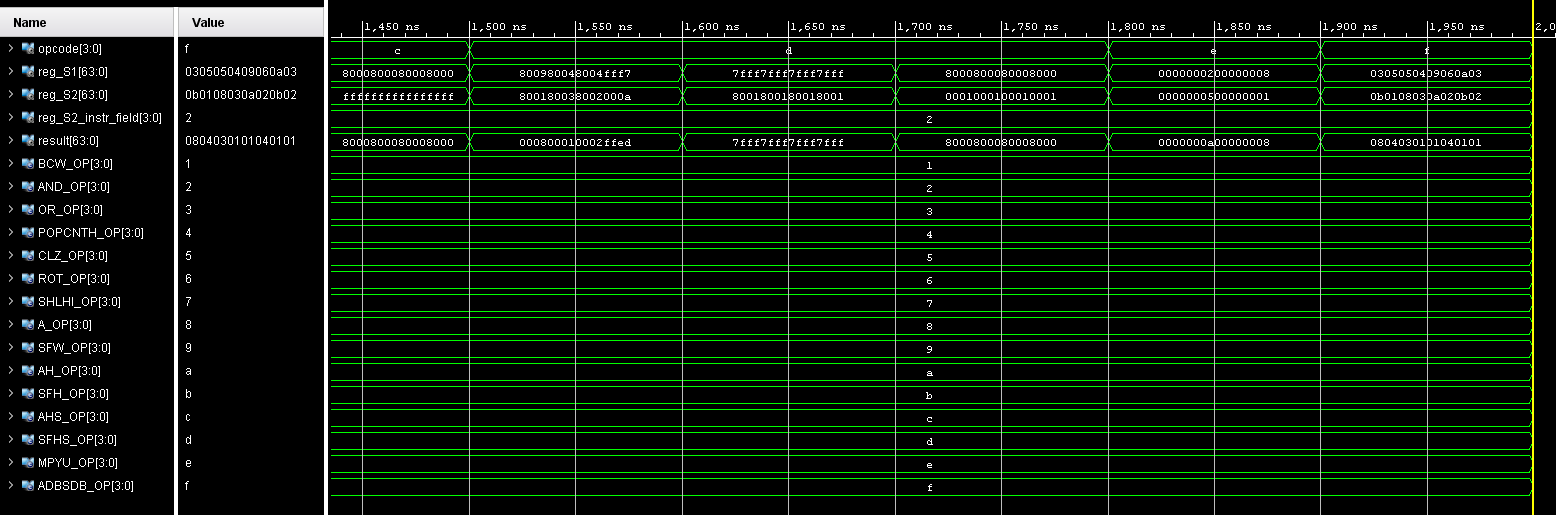 Name Value 1,450 ns 1,500 ns 1,550 ns 1,600 ns 1,650 ns 1,700 ns 1,750 ns 1,800 ns 1,850 ns 1,900 ns 1,950 ns 2,0
opcode[3:0] f c d e f
reg_S1[63:0] 0305050409060a03 8000800080008000 800980048004fff7 7fff7fff7fff7fff 8000800080008000 0000000200000008 0305050409060a03
reg_S2[63:0] 0b0108030a020b02 ffffffffffffffff 800180038002000a 8001800180018001 0001000100010001 0000000500000001 0b0108030a020b02
reg_S2_instr_field[3:0] 2 2
result[63:0] 0804030101040101 8000800080008000 000800010002ffed 7fff7fff7fff7fff 8000800080008000 0000000a00000008 0804030101040101
BCW_OP[3:0] 1 1
AND_OP[3:0] 2 2
OR_OP[3:0] 3 3
POPCNTH_OP[3:0] 4 4
CLZ_OP[3:0] 5 5
ROT_OP[3:0] 6 6
SHLHI_OP[3:0] 7 7
A_OP[3:0] 8 8
SFW_OP[3:0] 9 9
AH_OP[3:0] a a
SFH_OP[3:0] b b
AHS_OP[3:0] c c
SFHS_OP[3:0] d d
MPYU_OP[3:0] e e
ADBSDB_OP[3:0] f f